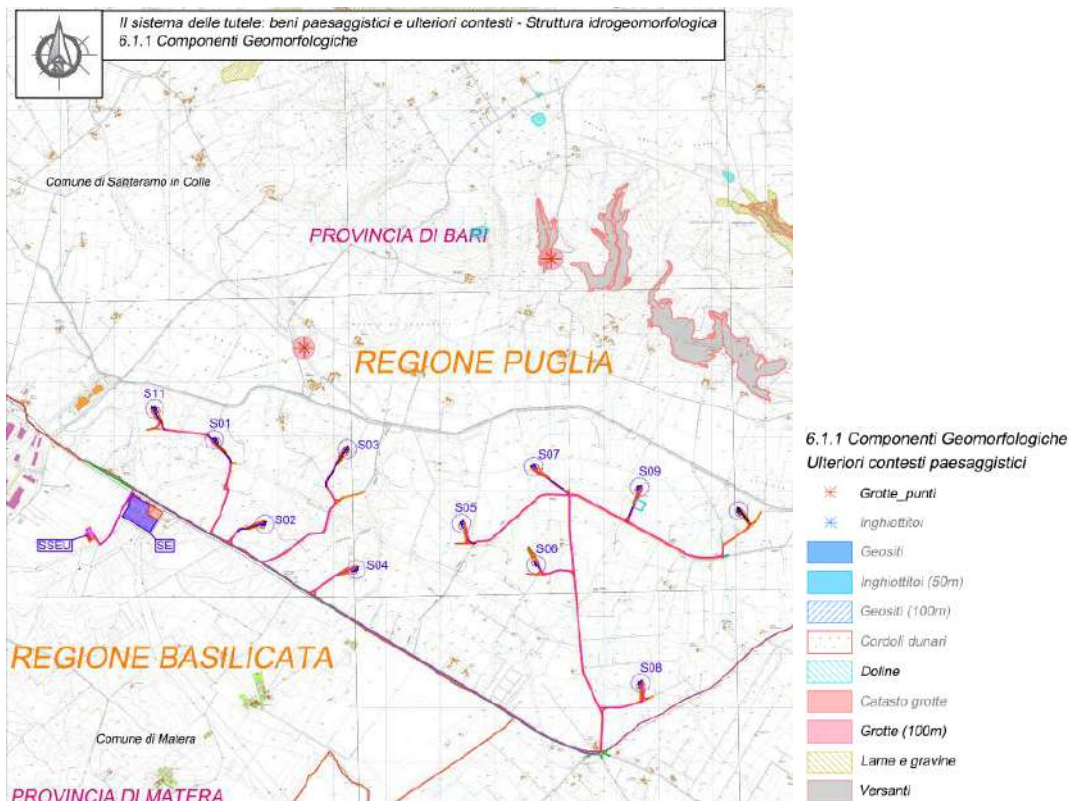 Il sistema delle tutele: beni paesaggistici e ulteriori contesti - Struttura idrogeomorfologica
6.1.1 Componenti Geomorfologiche
Comune di Santeramo in Colle
PROVINCIA DI BARI
REGIONE PUGLIA
S11
S01
S03
S07
S09
S02
S05
SSEU
SE
S06
S04
REGIONE BASILICATA
S08
Comune di Matera
PROVINCIA DI MATERA
6.1.1 Componenti Geomorfologiche
Ulteriori contesti paesaggistici
Grotte_punti
Inghiottitoi
Geositi
Inghiottitoi (50m)
Geositi (100m)
Cordoli dunari
Doline
Catasto grotte
Grotte (100m)
Lame e gravine
Versanti